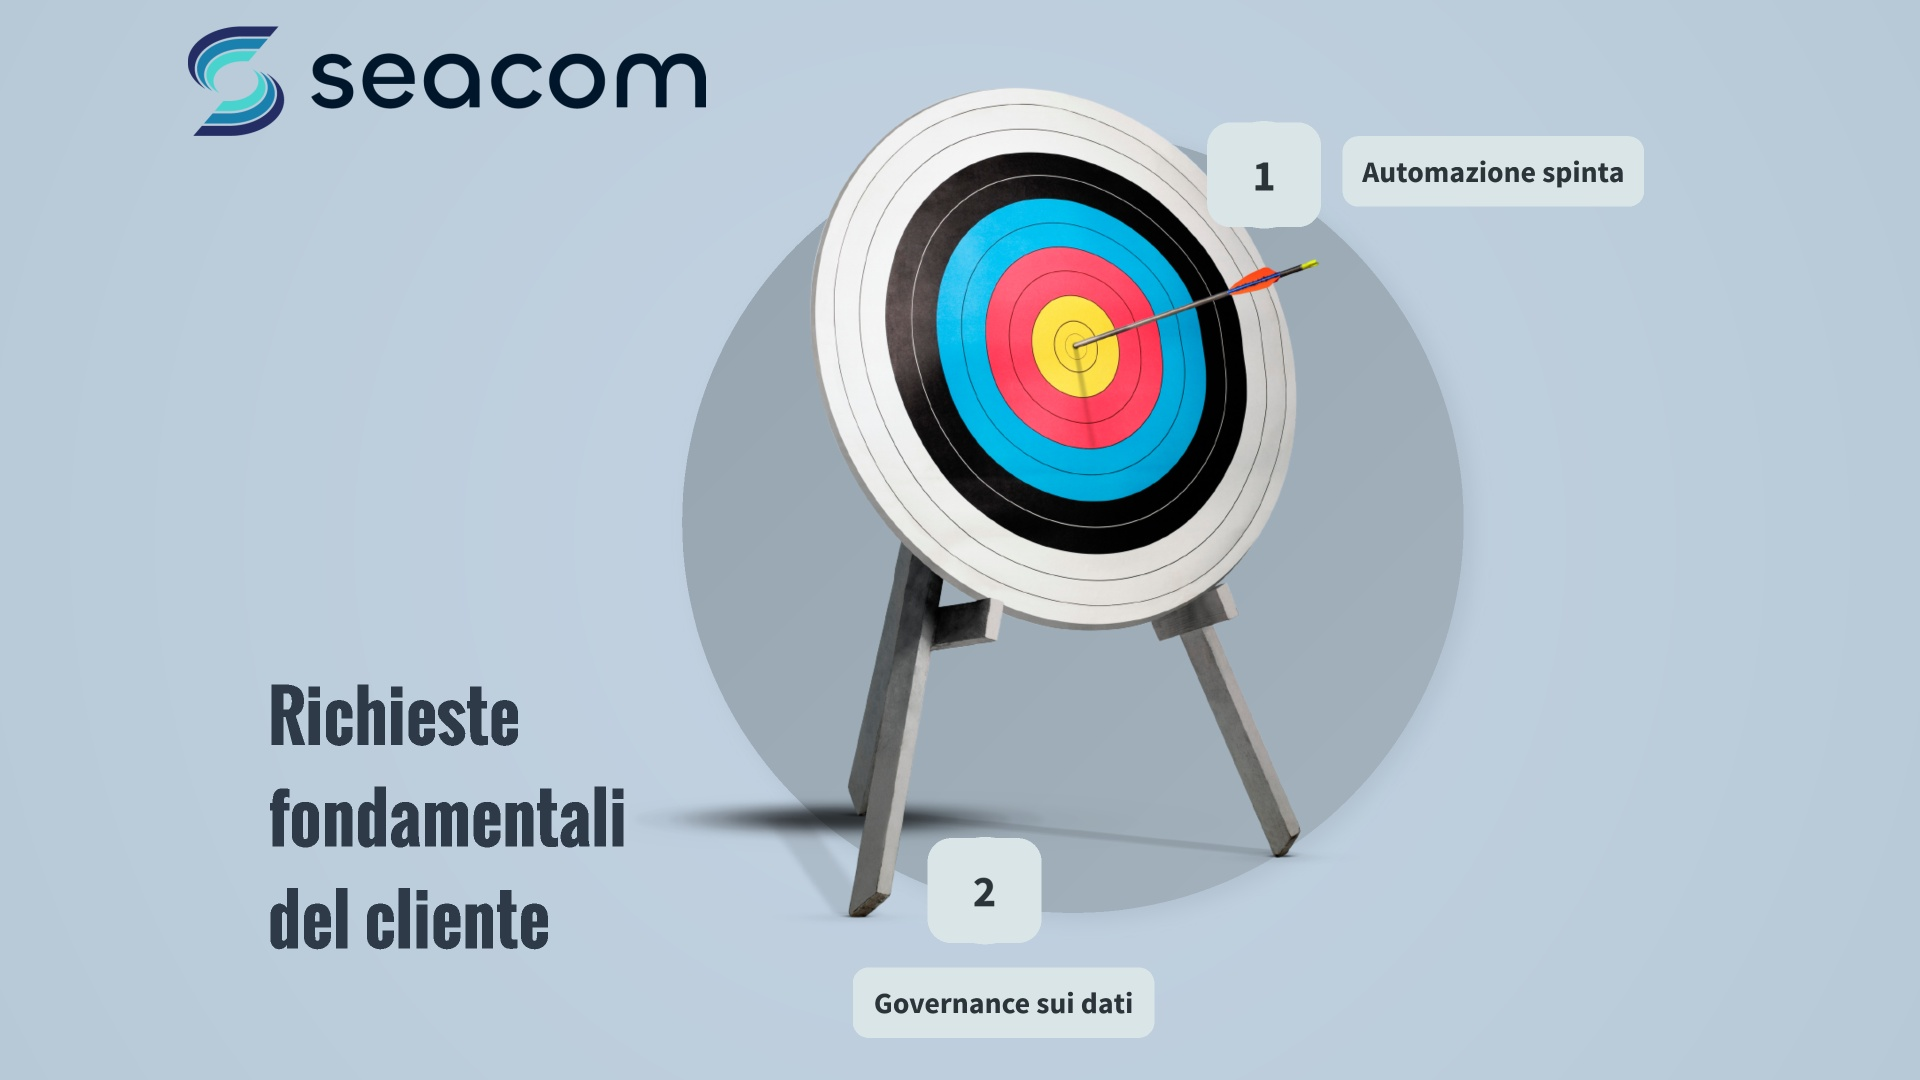 seacom
1
Automazione spinta
Richieste
fondamentali
del cliente
2
Governance sui dati